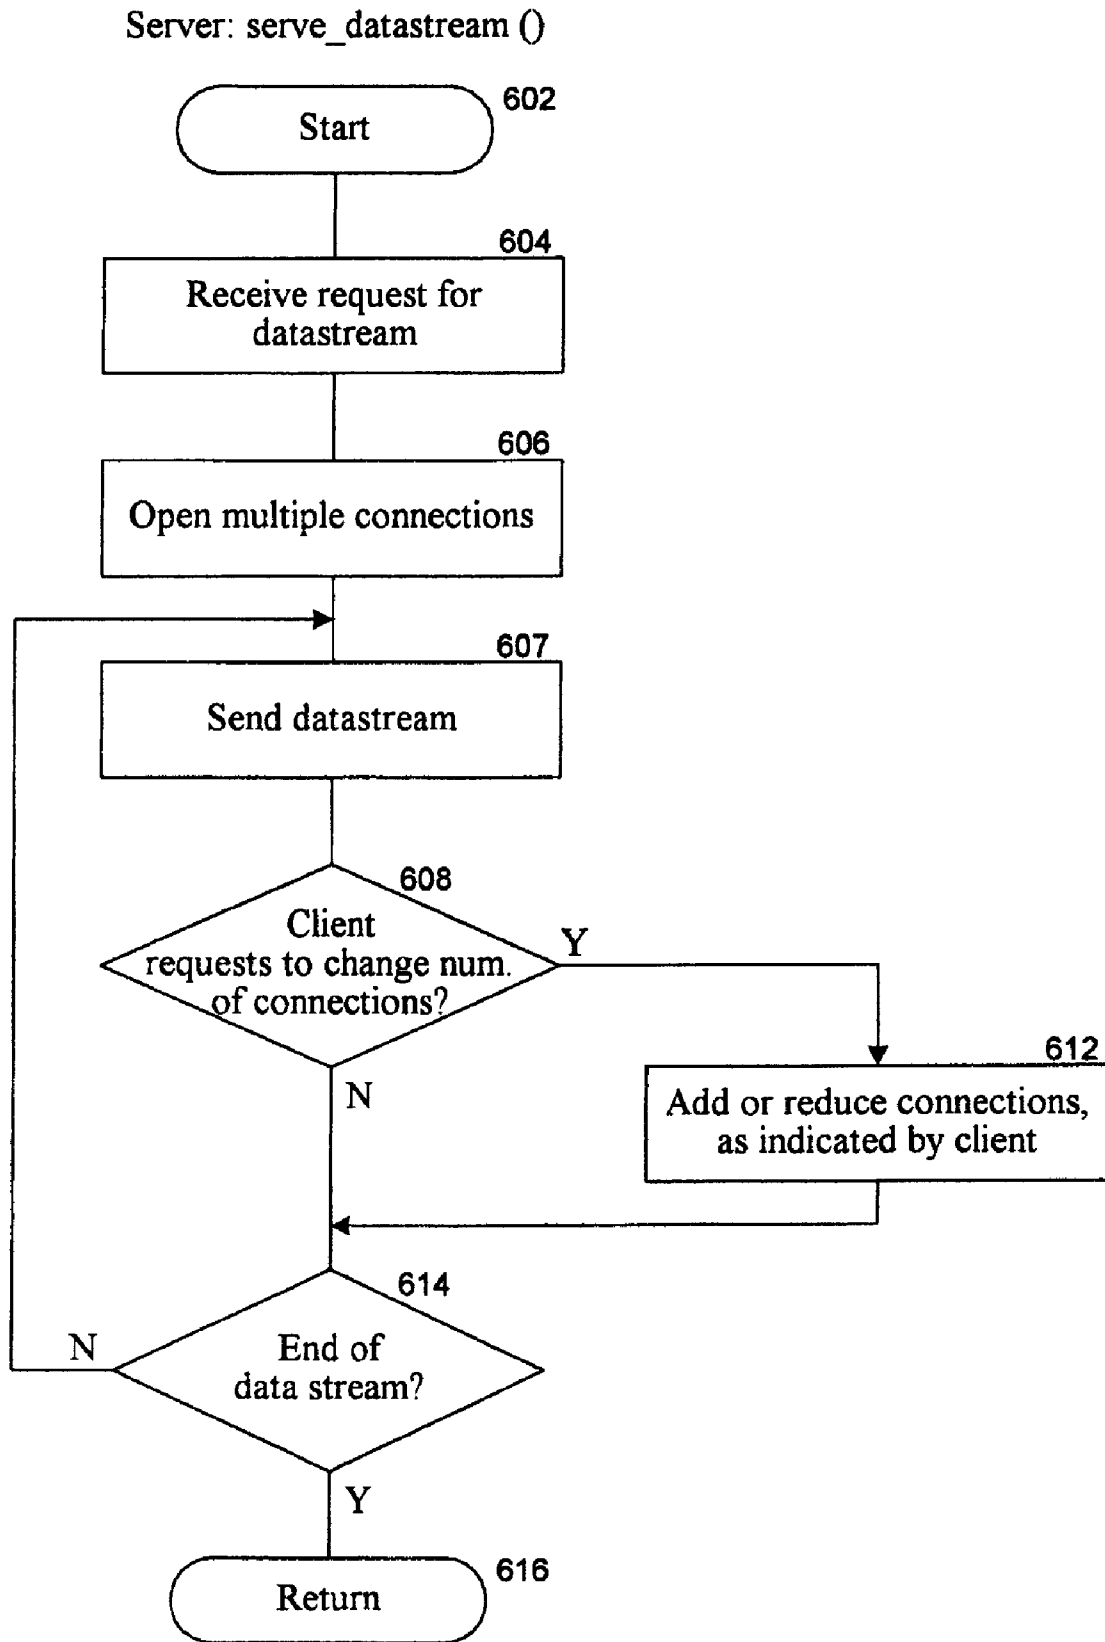 Server: serve_datastream ()
602
Start
604
Receive request for
datastream
606
Open multiple connections
607
Send datastream
608
Client
requests to change num.
of connections?
Y
N
612
Add or reduce connections,
as indicated by client
614
End of
data stream?
N
Y
616
Return